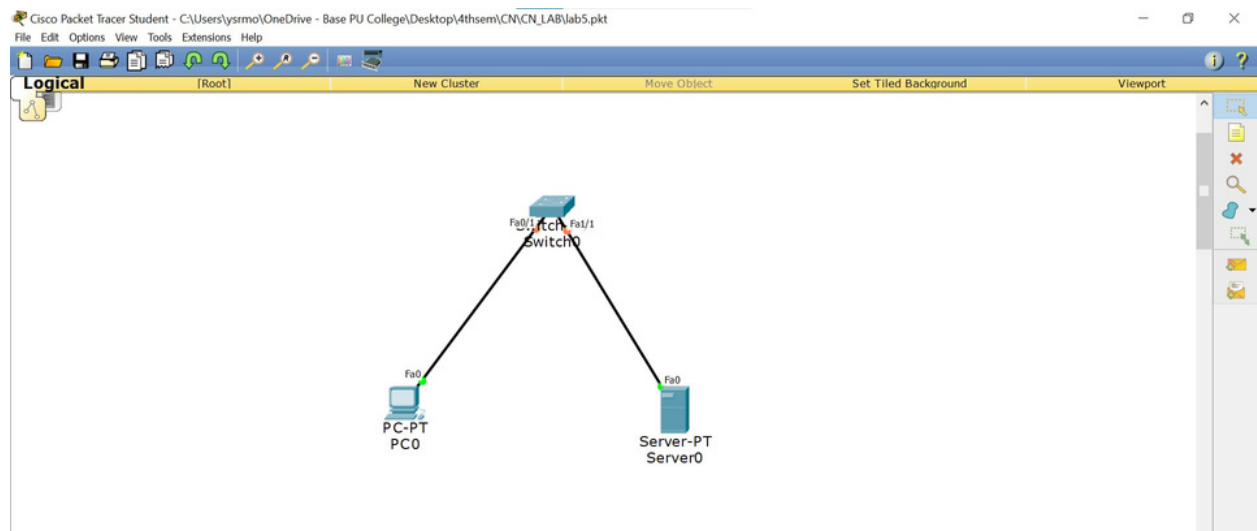 Cisco Packet Tracer Student - C:\Users\ysrmo\OneDrive - Base PU College\Desktop\4thsem\CN\CN_LAB\lab5.pkt
File Edit Options View Tools Extensions Help
Logical [Root] New Cluster Move Object Set Tiled Background Viewport
Fa0/1 Fa1/1
Switch0
Fa0 Fa0
PC-PT
PC0
Server-PT
Server0